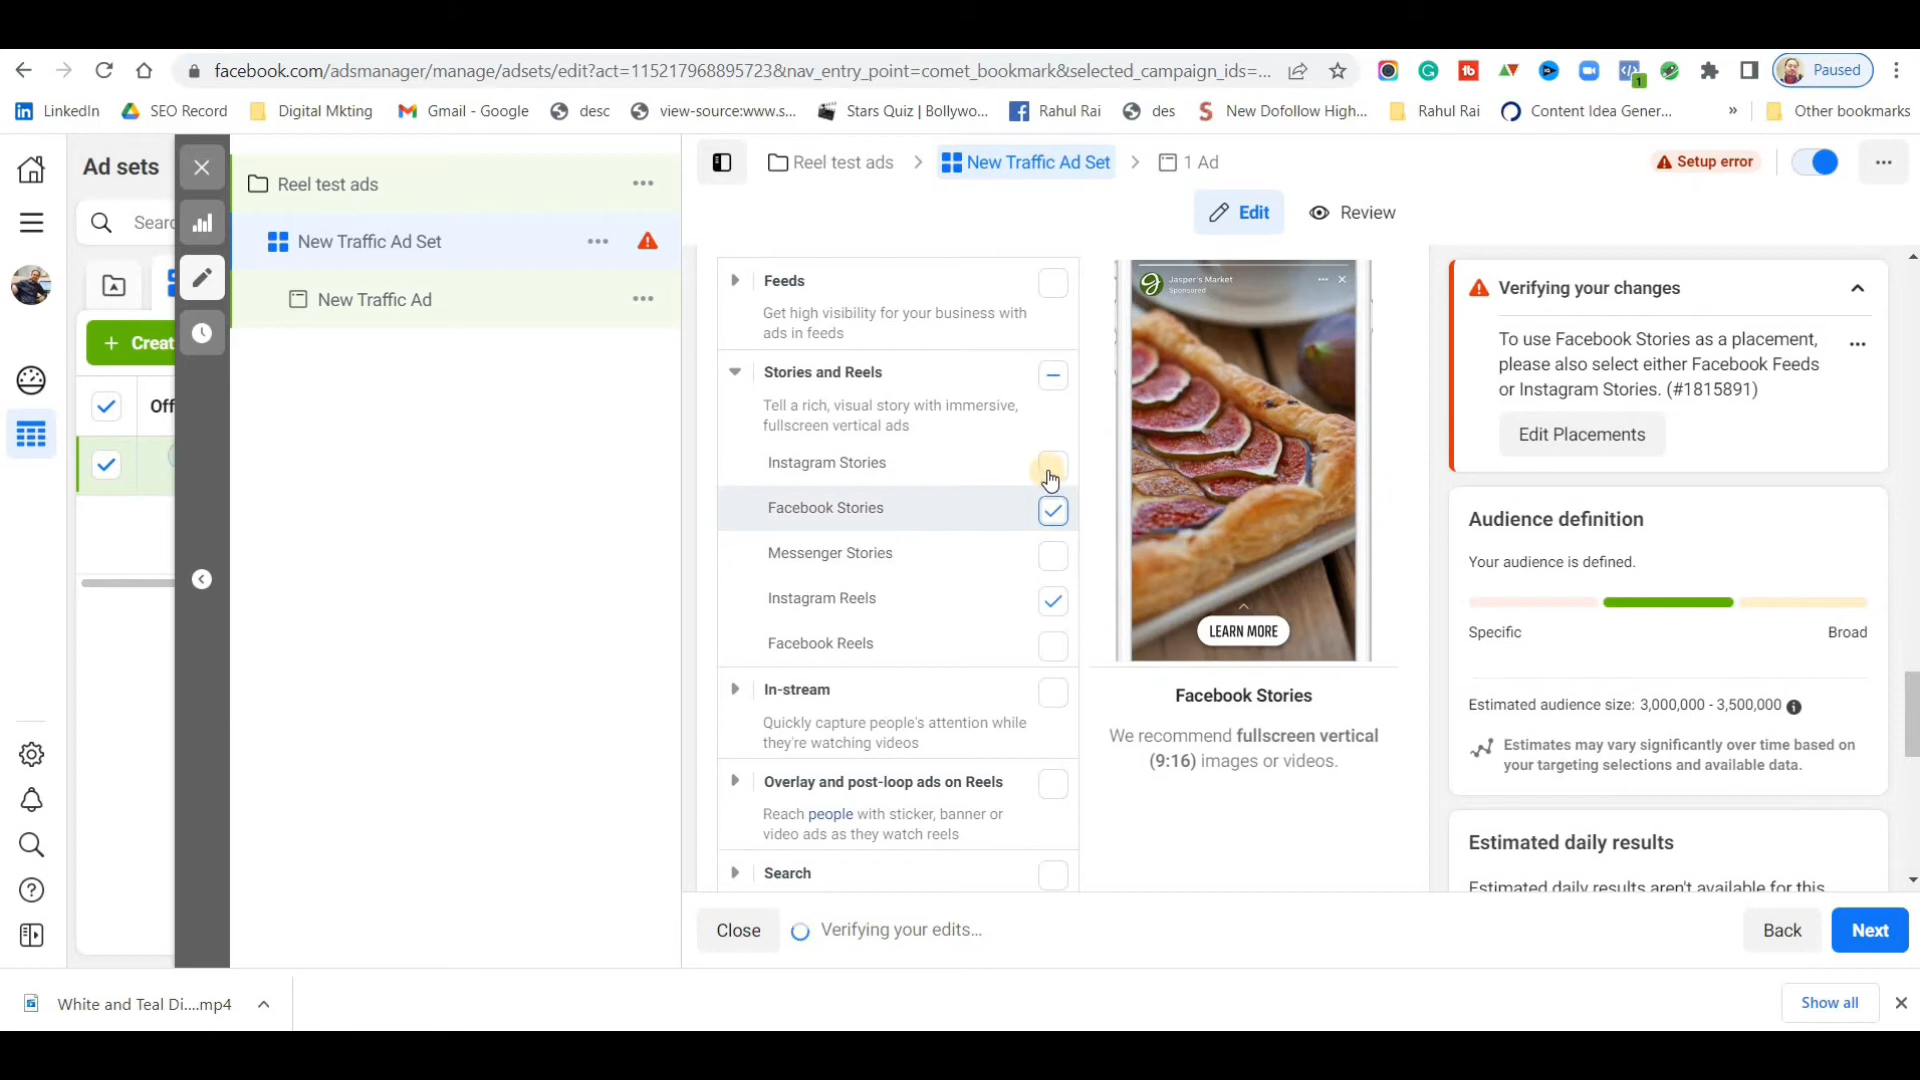 facebook.com/adsmanager/manage/adsets/edit?act=115217968895723&nav_entry_point=comet_bookmark&selected_campaign_ids=...
Paused
LinkedIn
SEO Record
Digital Mkting
Gmail - Google
desc
view-source:www.s...
Stars Quiz | Bollywo...
Rahul Rai
des
New Dofollow High...
Rahul Rai
Content Idea Gener...
»
Other bookmarks
Ad sets
Sear
+ Creat
Off
Reel test ads
New Traffic Ad Set
New Traffic Ad
Reel test ads
New Traffic Ad Set
1 Ad
Setup error
Edit
Review
Feeds
Get high visibility for your business with
ads in feeds
Stories and Reels
Tell a rich, visual story with immersive,
fullscreen vertical ads
Instagram Stories
Facebook Stories
Messenger Stories
Instagram Reels
Facebook Reels
In-stream
Quickly capture people's attention while
they're watching videos
Overlay and post-loop ads on Reels
Reach people with sticker, banner or
video ads as they watch reels
Search
Jasper's Market
Sponsored
LEARN MORE
Facebook Stories
We recommend fullscreen vertical
(9:16) images or videos.
Verifying your changes
To use Facebook Stories as a placement,
please also select either Facebook Feeds
or Instagram Stories. (#1815891)
Edit Placements
Audience definition
Your audience is defined.
Specific
Broad
Estimated audience size: 3,000,000 - 3,500,000
Estimates may vary significantly over time based on
your targeting selections and available data.
Estimated daily results
Estimated daily results aren't available for this
Close
Verifying your edits...
Back
Next
White and Teal Di....mp4
Show all